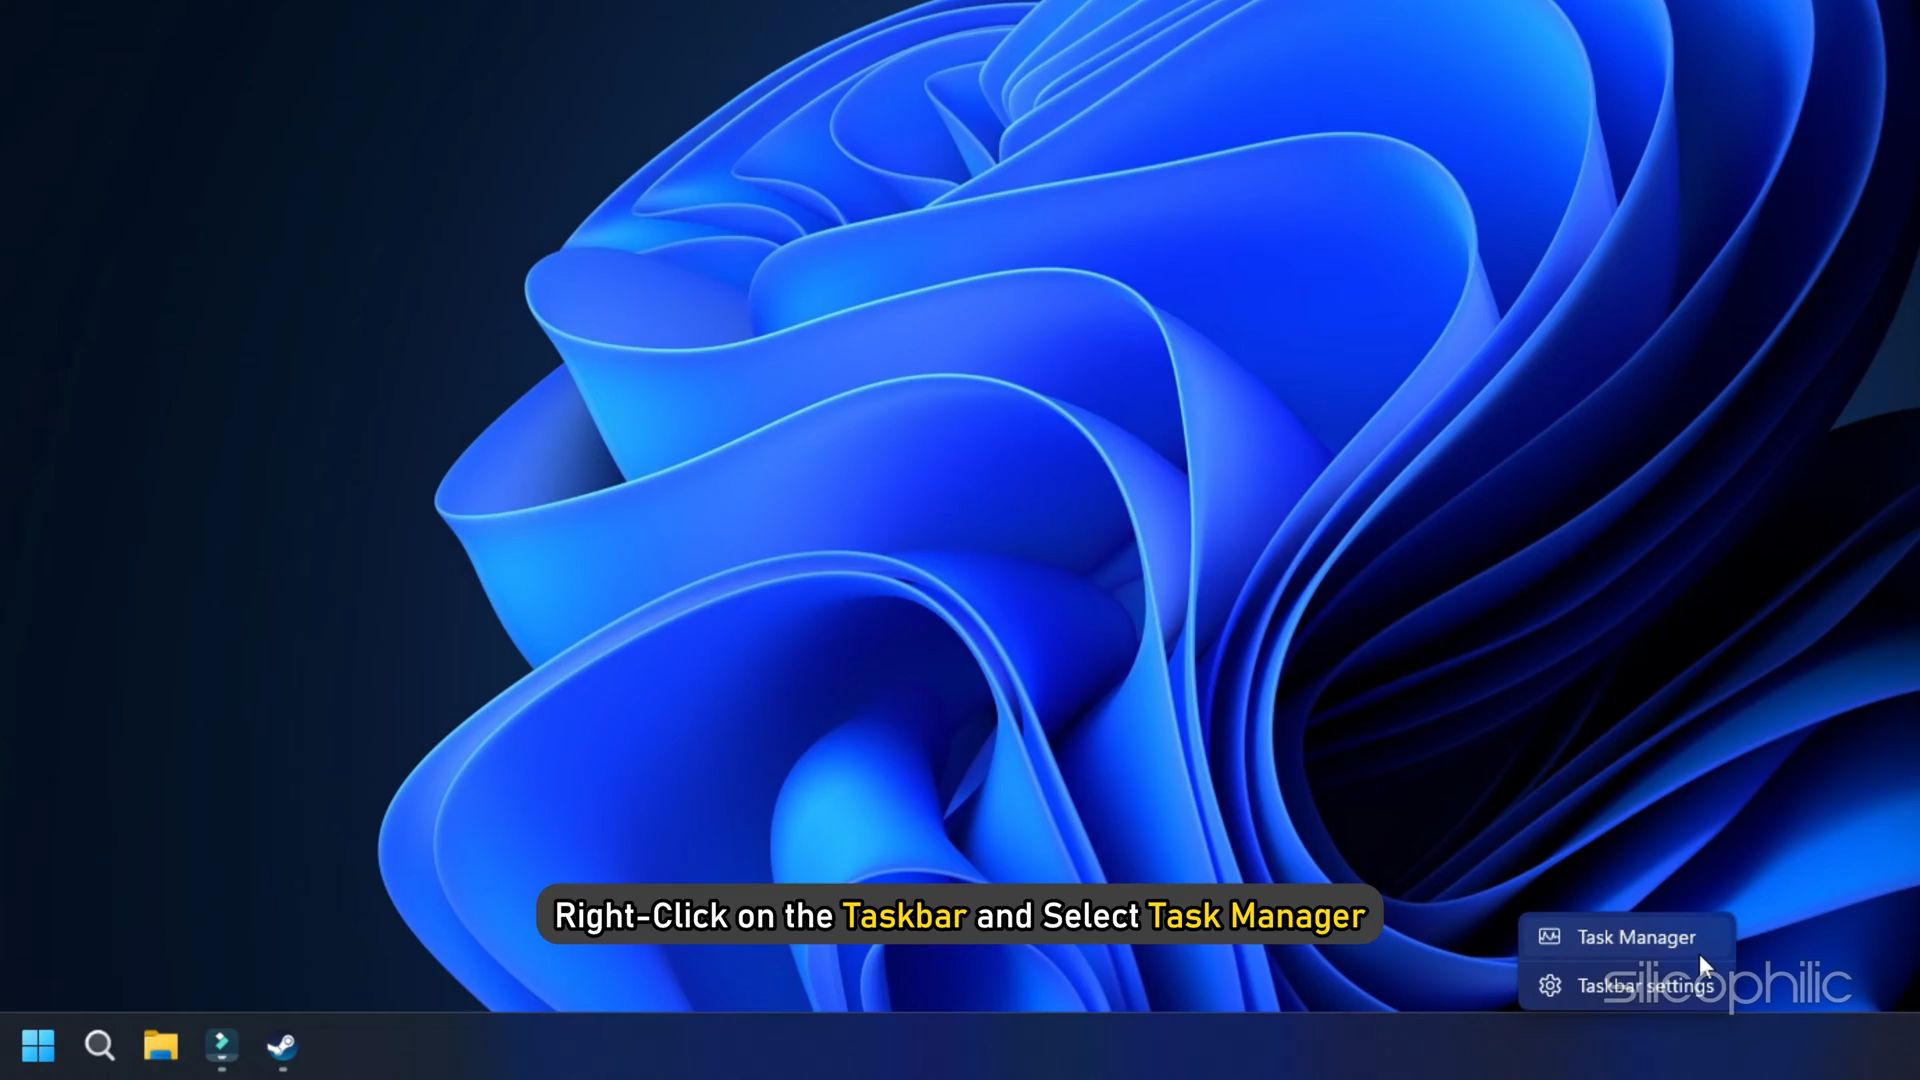 Right-Click on the Taskbar and Select Task Manager
Task Manager
Taskbar settings
silicophilic